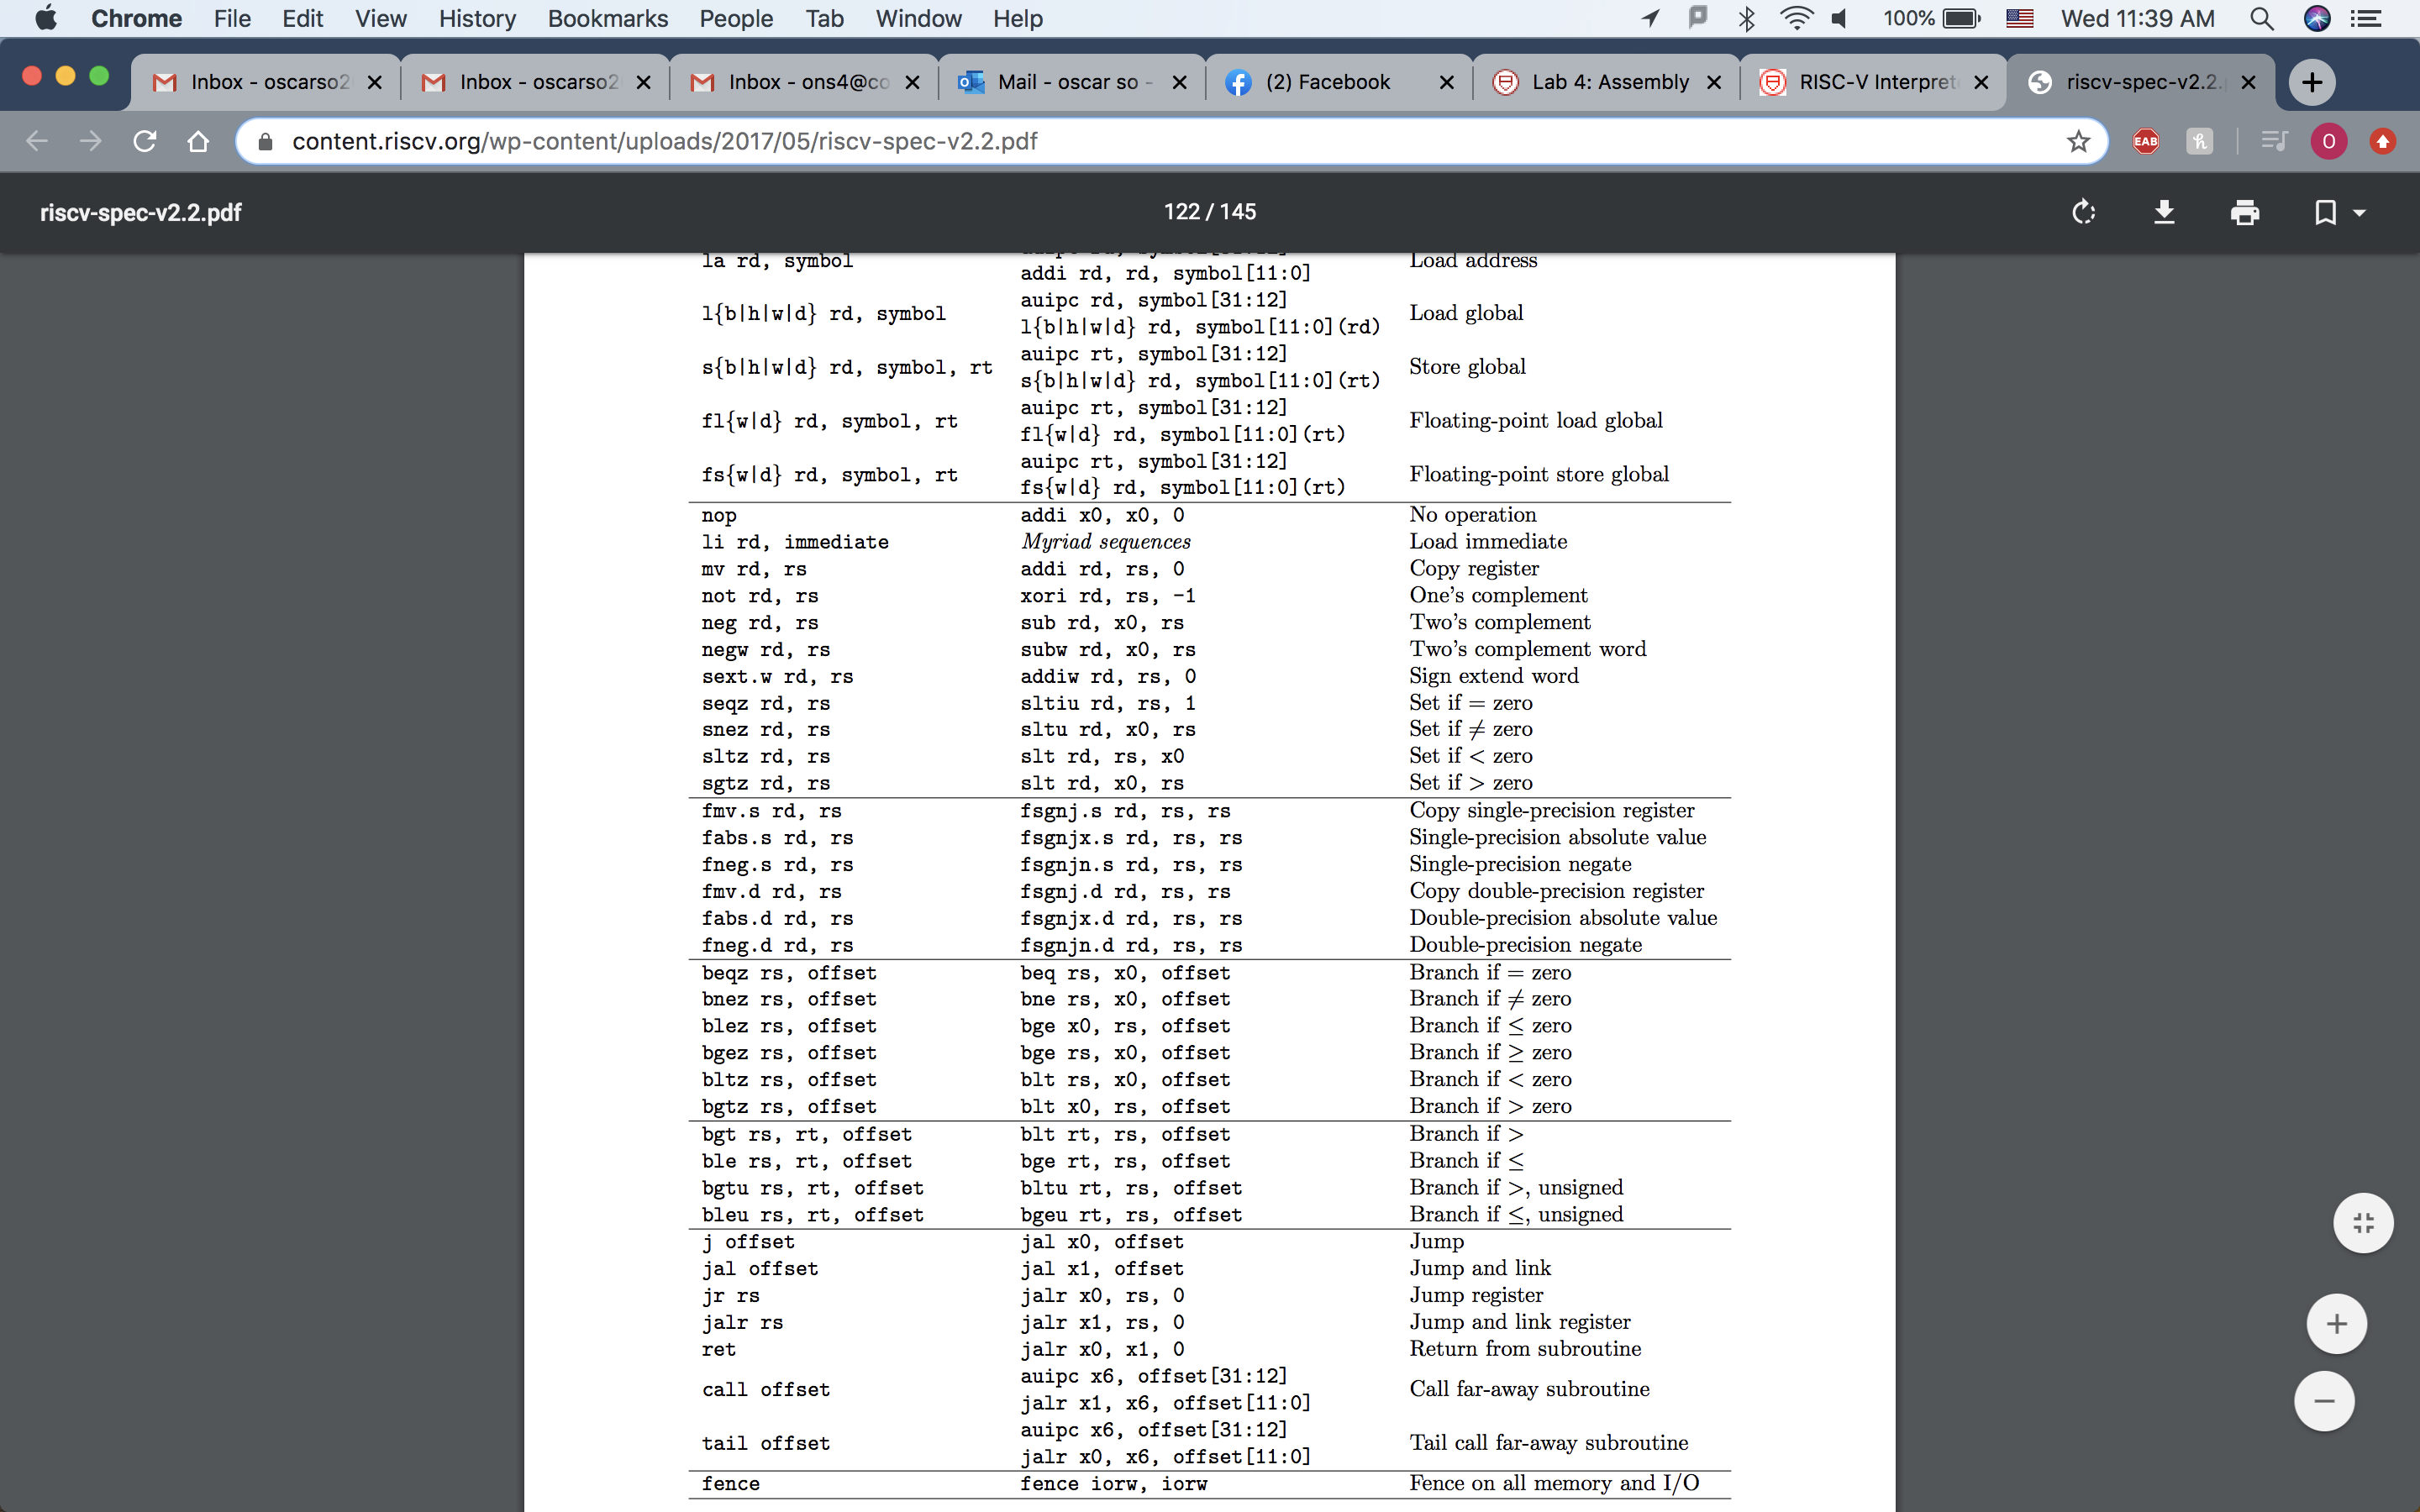 Chrome File Edit View History Bookmarks People Tab Window Help 100% Wed 11:39 AM
Inbox - oscarso2 Inbox - oscarso2 Inbox - ons4@co Mail - oscar so - (2) Facebook Lab 4: Assembly RISC-V Interpret riscv-spec-v2.2.
content.riscv.org/wp-content/uploads/2017/05/riscv-spec-v2.2.pdf EAB h O
riscv-spec-v2.2.pdf 122 / 145
la rd, symbol Load address
addi rd, rd, symbol[11:0]
auipc rd, symbol[31:12]
l{b|h|w|d} rd, symbol Load global
l{b|h|w|d} rd, symbol[11:0](rd)
auipc rt, symbol[31:12]
s{b|h|w|d} rd, symbol, rt Store global
s{b|h|w|d} rd, symbol[11:0](rt)
auipc rt, symbol[31:12]
fl{w|d} rd, symbol, rt Floating-point load global
fl{w|d} rd, symbol[11:0](rt)
auipc rt, symbol[31:12]
fs{w|d} rd, symbol, rt Floating-point store global
fs{w|d} rd, symbol[11:0](rt)
nop addi x0, x0, 0 No operation
li rd, immediate Myriad sequences Load immediate
mv rd, rs addi rd, rs, 0 Copy register
not rd, rs xori rd, rs, -1 One's complement
neg rd, rs sub rd, x0, rs Two's complement
negw rd, rs subw rd, x0, rs Two's complement word
sext.w rd, rs addiw rd, rs, 0 Sign extend word
seqz rd, rs sltiu rd, rs, 1 Set if = zero
snez rd, rs sltu rd, x0, rs Set if ≠ zero
sltz rd, rs slt rd, rs, x0 Set if < zero
sgtz rd, rs slt rd, x0, rs Set if > zero
fmv.s rd, rs fsgnj.s rd, rs, rs Copy single-precision register
fabs.s rd, rs fsgnjx.s rd, rs, rs Single-precision absolute value
fneg.s rd, rs fsgnjn.s rd, rs, rs Single-precision negate
fmv.d rd, rs fsgnj.d rd, rs, rs Copy double-precision register
fabs.d rd, rs fsgnjx.d rd, rs, rs Double-precision absolute value
fneg.d rd, rs fsgnjn.d rd, rs, rs Double-precision negate
beqz rs, offset beq rs, x0, offset Branch if = zero
bnez rs, offset bne rs, x0, offset Branch if ≠ zero
blez rs, offset bge x0, rs, offset Branch if ≤ zero
bgez rs, offset bge rs, x0, offset Branch if ≥ zero
bltz rs, offset blt rs, x0, offset Branch if < zero
bgtz rs, offset blt x0, rs, offset Branch if > zero
bgt rs, rt, offset blt rt, rs, offset Branch if >
ble rs, rt, offset bge rt, rs, offset Branch if ≤
bgtu rs, rt, offset bltu rt, rs, offset Branch if >, unsigned
bleu rs, rt, offset bgeu rt, rs, offset Branch if ≤, unsigned
j offset jal x0, offset Jump
jal offset jal x1, offset Jump and link
jr rs jalr x0, rs, 0 Jump register
jalr rs jalr x1, rs, 0 Jump and link register
ret jalr x0, x1, 0 Return from subroutine
auipc x6, offset[31:12]
call offset Call far-away subroutine
jalr x1, x6, offset[11:0]
auipc x6, offset[31:12]
tail offset Tail call far-away subroutine
jalr x0, x6, offset[11:0]
fence fence iorw, iorw Fence on all memory and I/O